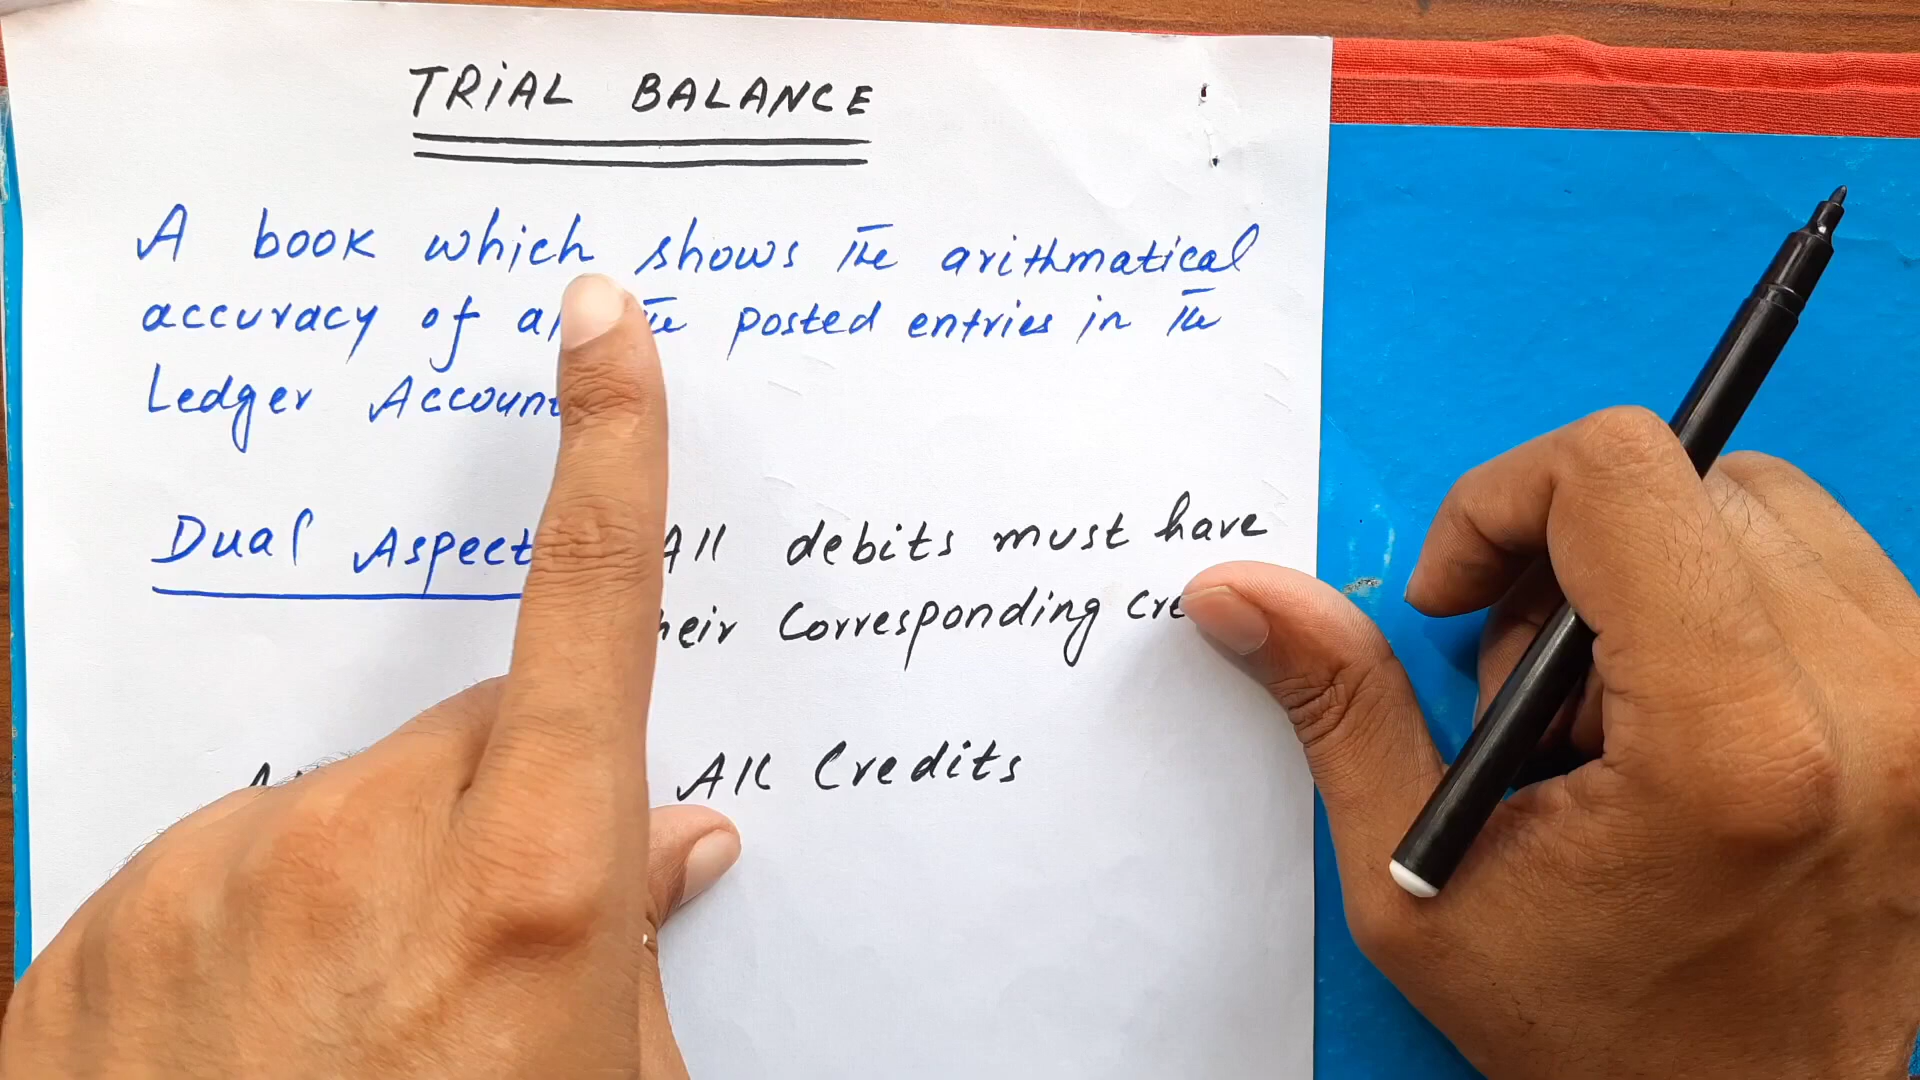 TRiAL BALANCE
A book which shows the arithmatical
accuracy of the posted entries in the
Ledger
Dual Aspect All debits must have
Corresponding
All Credits